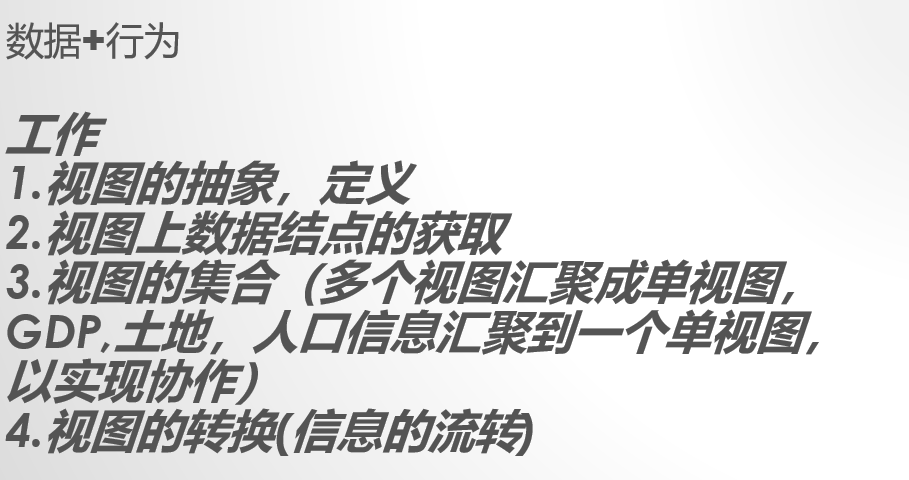 数据+行为
工作
1.视图的抽象，定义
2.视图上数据结点的获取
3.视图的集合（多个视图汇聚成单视图，
GDP,土地，人口信息汇聚到一个单视图，
以实现协作）
4.视图的转换(信息的流转)